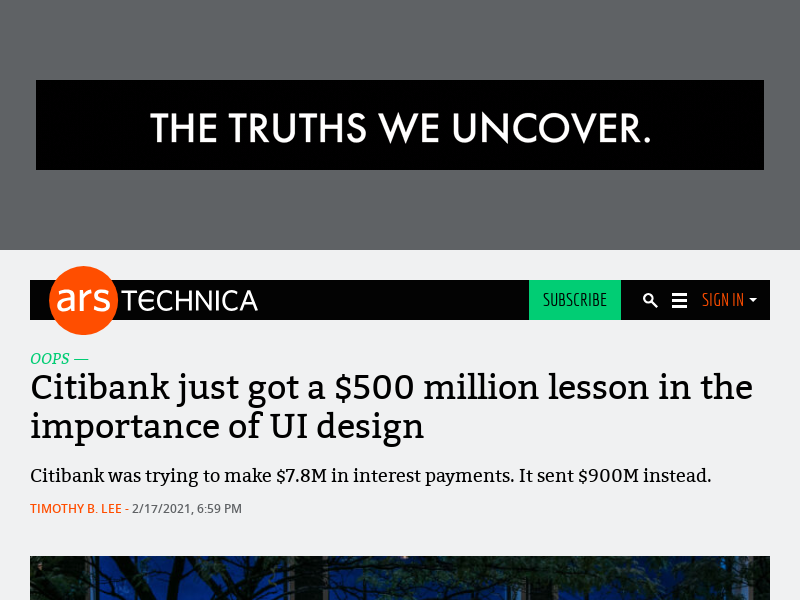 THE TRUTHS WE UNCOVER.
ars TECHNICA
SUBSCRIBE
SIGN IN
OOPS —
Citibank just got a $500 million lesson in the
importance of UI design
Citibank was trying to make $7.8M in interest payments. It sent $900M instead.
TIMOTHY B. LEE - 2/17/2021, 6:59 PM